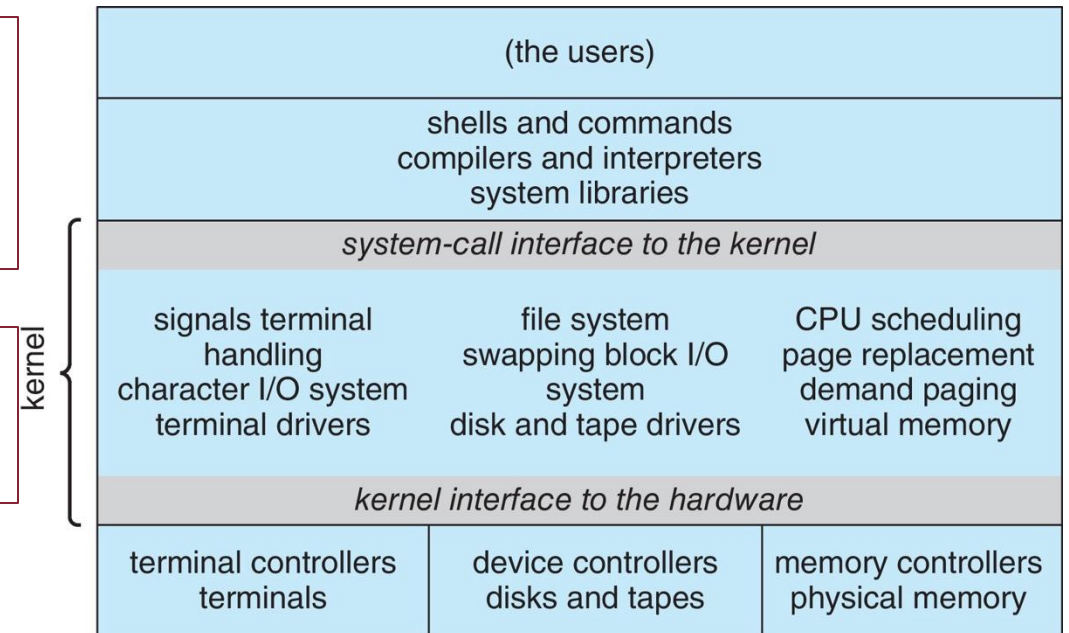 (the users)
shells and commands
compilers and interpreters
system libraries
system-call interface to the kernel
kernel
signals terminal
handling
character I/O system
terminal drivers
file system
swapping block I/O
system
disk and tape drivers
CPU scheduling
page replacement
demand paging
virtual memory
kernel interface to the hardware
terminal controllers
terminals
device controllers
disks and tapes
memory controllers
physical memory